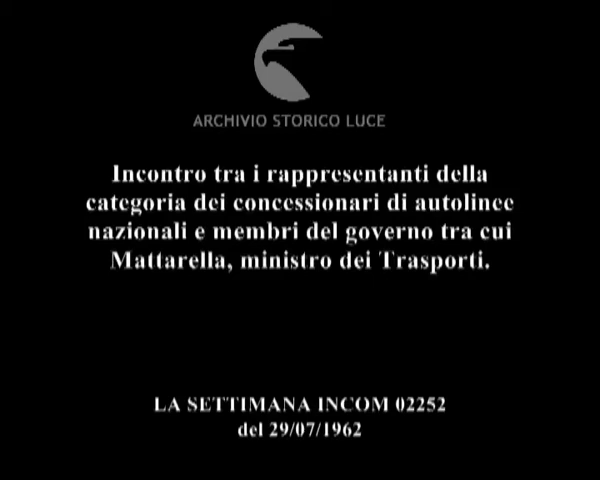 ARCHIVIO STORICO LUCE
Incontro tra i rappresentanti della
categoria dei concessionari di autolinee
nazionali e membri del governo tra cui
Mattarella, ministro dei Trasporti.
LA SETTIMANA INCOM 02252
del 29/07/1962